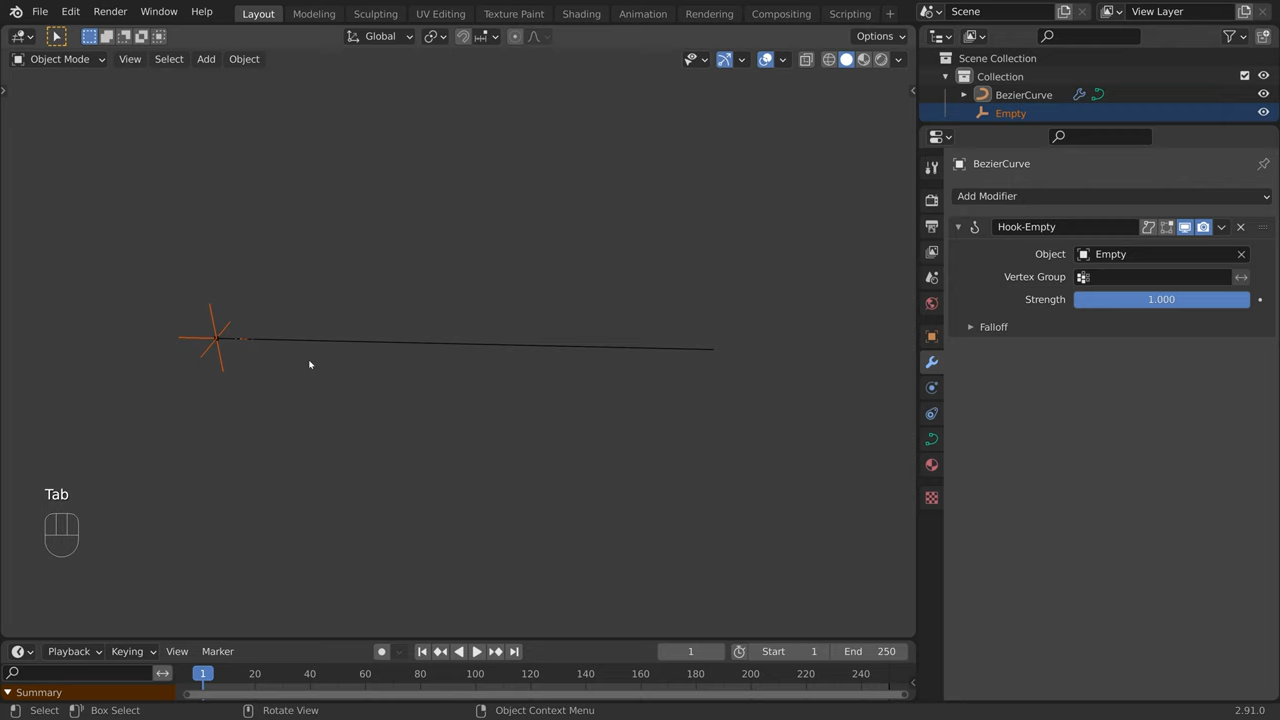 File Edit Render Window Help
Layout Modeling Sculpting UV Editing Texture Paint Shading Animation Rendering Compositing Scripting +
Scene
View Layer
Global
Options
Object Mode View Select Add Object
Scene Collection
Collection
BezierCurve
Empty
BezierCurve
Add Modifier
Hook-Empty
Object Empty
Vertex Group
Strength 1.000
Falloff
Tab
Playback Keying View Marker
1
Start 1
End 250
1 20 40 60 80 100 120 140 160 180 200 220 240
Summary
Select Box Select Rotate View Object Context Menu 2.91.0